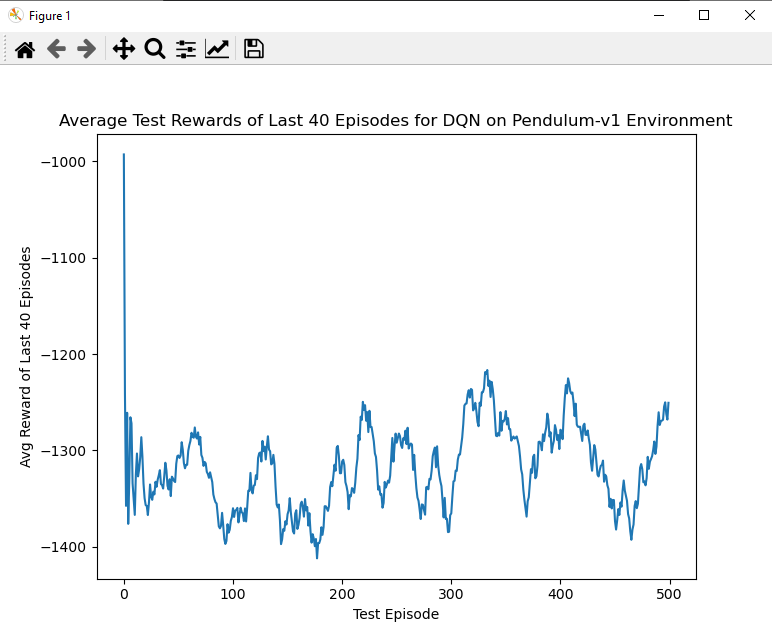 Figure 1
Average Test Rewards of Last 40 Episodes for DQN on Pendulum-v1 Environment
Avg Reward of Last 40 Episodes
−1000
−1100
−1200
−1300
−1400
0
100
200
300
400
500
Test Episode